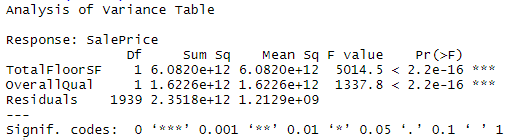 Analysis of Variance Table
Response: SalePrice
Df Sum Sq Mean Sq F value Pr(>F)
TotalFloorSF 1 6.0820e+12 6.0820e+12 5014.5 < 2.2e-16 ***
OverallQual 1 1.6226e+12 1.6226e+12 1337.8 < 2.2e-16 ***
Residuals 1939 2.3518e+12 1.2129e+09
---
Signif. codes: 0 ‘***’ 0.001 ‘**’ 0.01 ‘*’ 0.05 ‘.’ 0.1 ‘ ’ 1